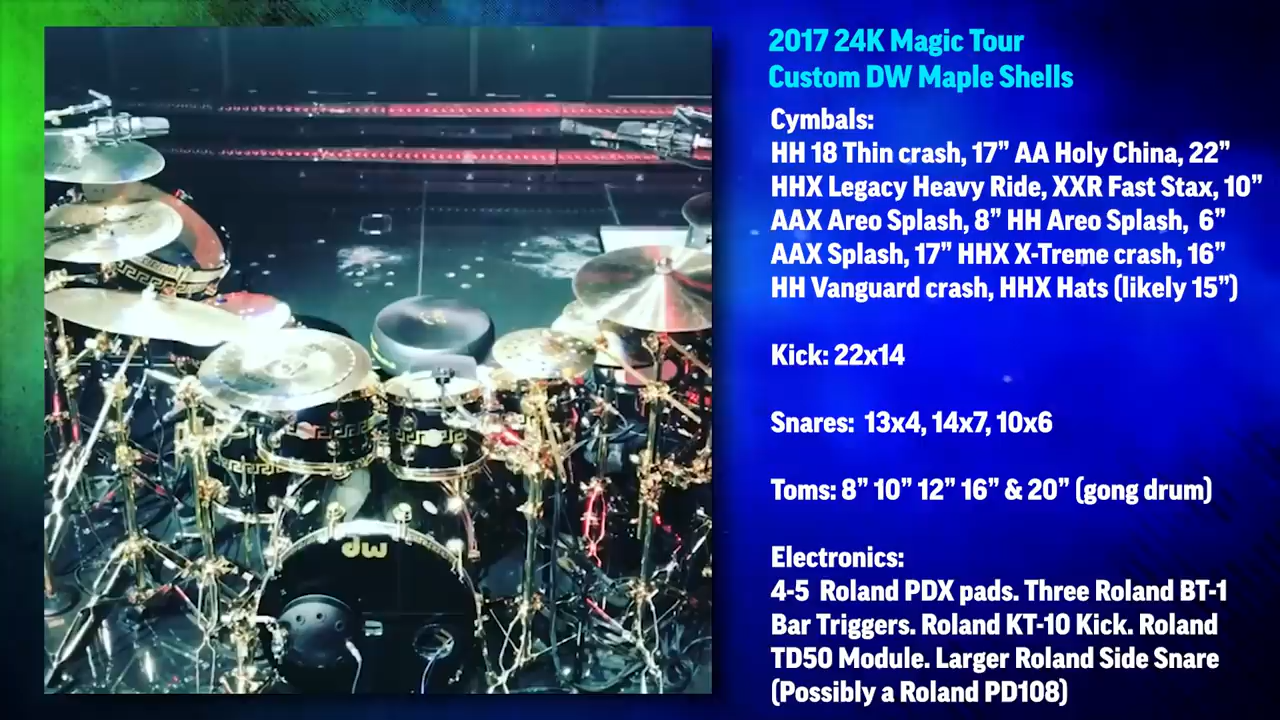 2017 24K Magic Tour
Custom DW Maple Shells
Cymbals:
HH 18 Thin crash, 17” AA Holy China, 22”
HHX Legacy Heavy Ride, XXR Fast Stax, 10”
AAX Areo Splash, 8” HH Areo Splash, 6”
AAX Splash, 17” HHX X-Treme crash, 16”
HH Vanguard crash, HHX Hats (likely 15”)
Kick: 22x14
Snares: 13x4, 14x7, 10x6
Toms: 8” 10” 12” 16” & 20” (gong drum)
Electronics:
4-5 Roland PDX pads. Three Roland BT-1
Bar Triggers. Roland KT-10 Kick. Roland
TD50 Module. Larger Roland Side Snare
(Possibly a Roland PD108)
dw